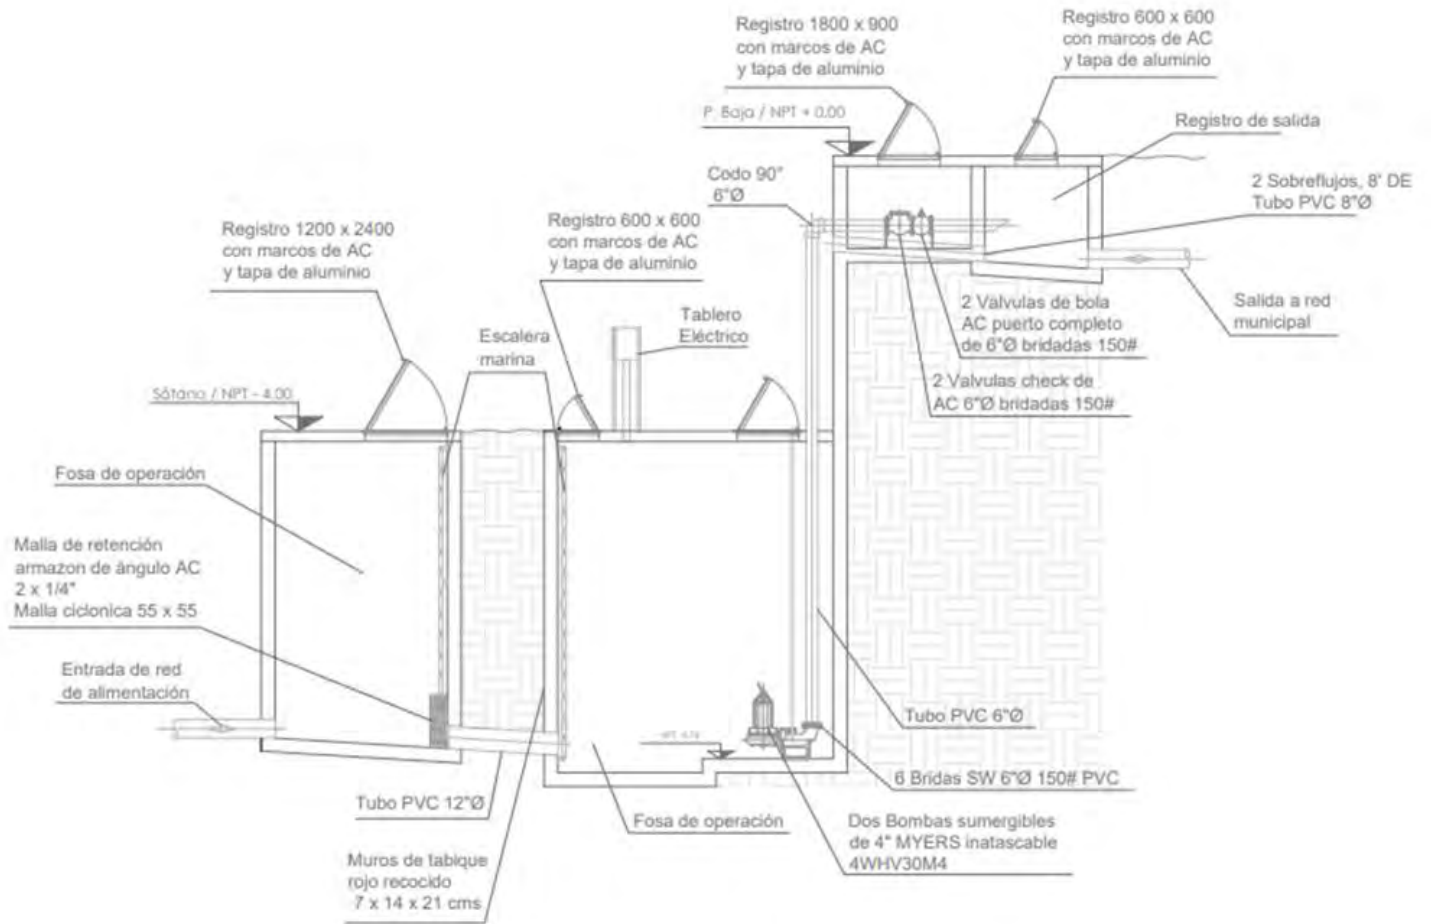 Registro 1800 x 900
con marcos de AC
y tapa de aluminio
Registro 600 x 600
con marcos de AC
y tapa de aluminio
P. Baja / NPT + 0.00
Registro de salida
Codo 90°
6"Ø
2 Sobreflujos, 8' DE
Tubo PVC 8"Ø
Registro 1200 x 2400
con marcos de AC
y tapa de aluminio
Registro 600 x 600
con marcos de AC
y tapa de aluminio
Tablero
Eléctrico
Escalera
marina
2 Valvulas de bola
AC puerto completo
de 6"Ø bridadas 150#
Salida a red
municipal
2 Valvulas check de
AC 6"Ø bridadas 150#
Sótano / NPT - 4.00
Fosa de operación
Malla de retención
armazon de ángulo AC
2 x 1/4"
Malla ciclonica 55 x 55
Entrada de red
de alimentación
Tubo PVC 6"Ø
6 Bridas SW 6"Ø 150# PVC
Tubo PVC 12"Ø
Fosa de operación
Dos Bombas sumergibles
de 4" MYERS inatascable
4WHV30M4
Muros de tabique
rojo recocido
7 x 14 x 21 cms